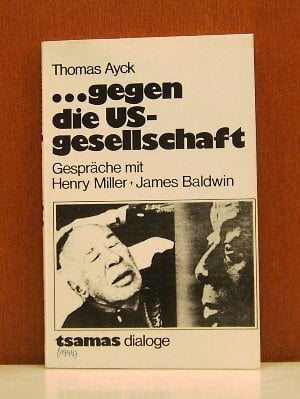 Thomas Ayck
...gegen
die US-
gesellschaft
Gespräche mit
Henry Miller • James Baldwin
tsamas dialoge